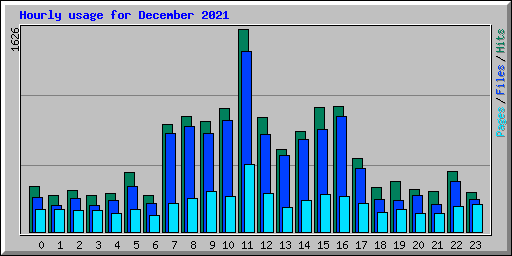 Hourly usage for December 2021
1626
Pages/Files/Hits
0 1 2 3 4 5 6 7 8 9 10 11 12 13 14 15 16 17 18 19 20 21 22 23